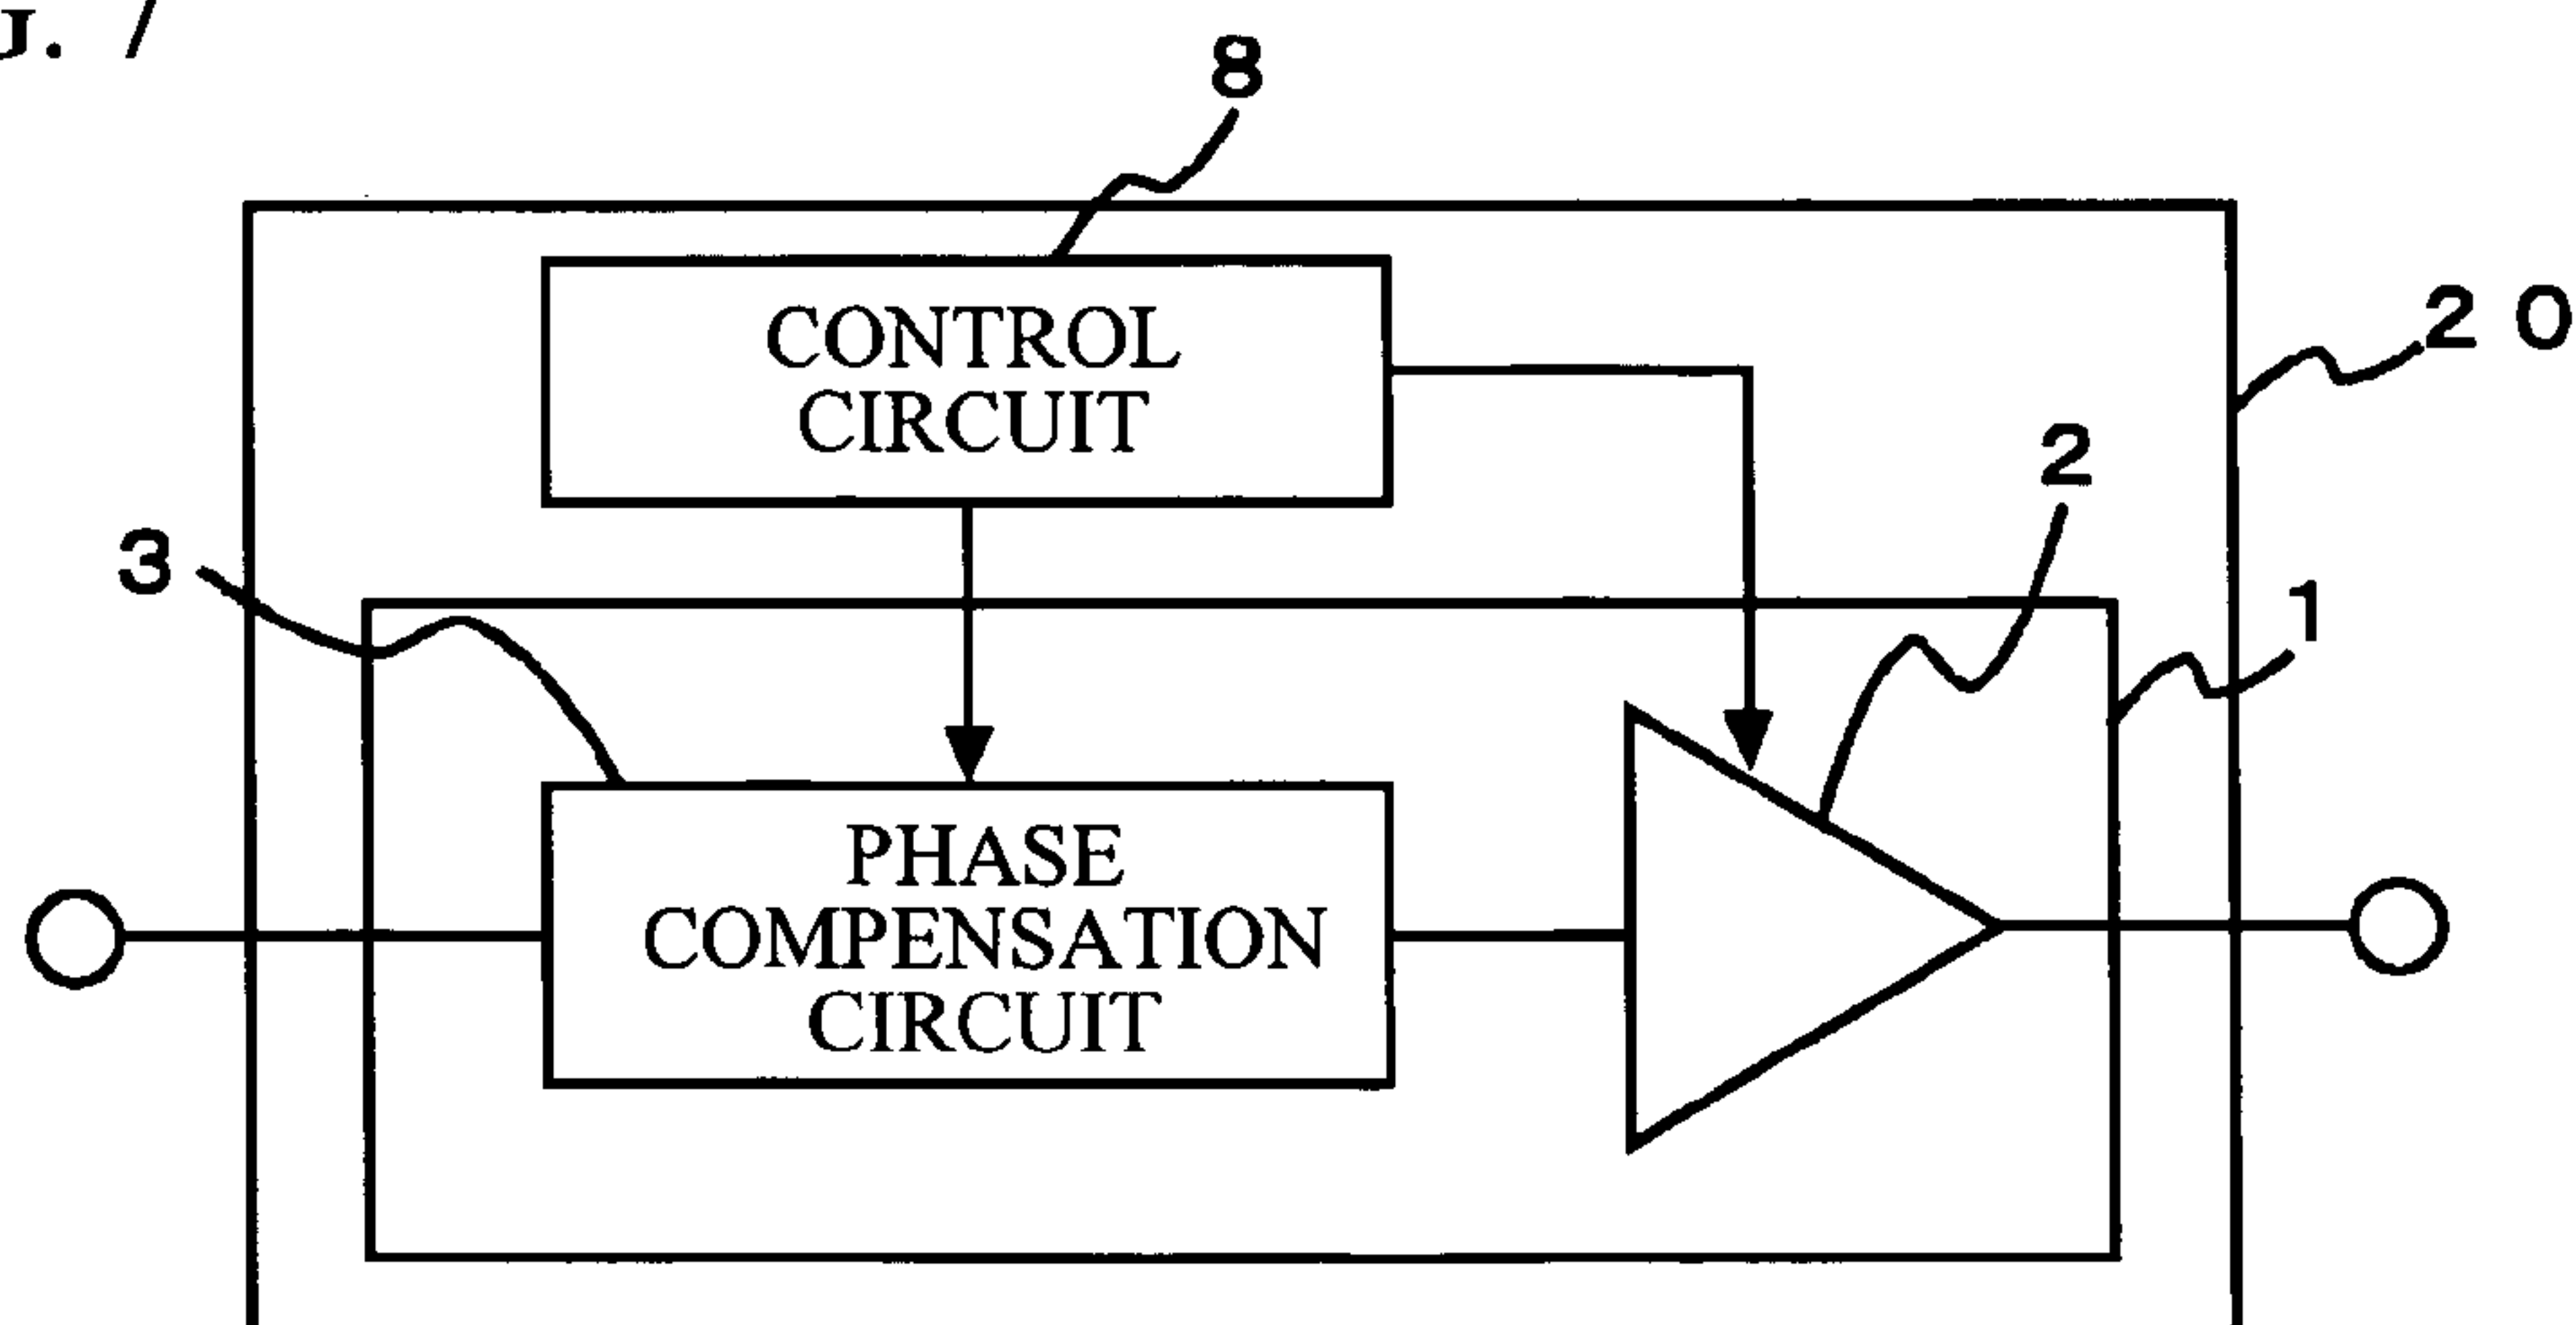 8
CONTROL
CIRCUIT
20
2
3
1
PHASE
COMPENSATION
CIRCUIT